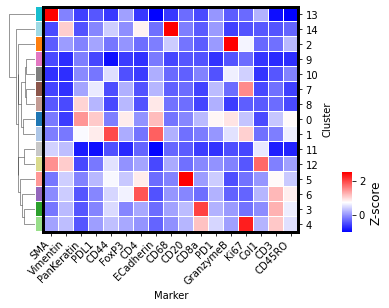 13
14
2
9
10
7
8
0
1
11
12
5
6
3
4
Cluster
SMA
Vimentin
PanKeratin
PDL1
CD44
FoxP3
CD4
ECadherin
CD68
CD20
CD8a
PD1
GranzymeB
Ki67
Col1
CD3
CD45RO
Marker
2
0
Z-score